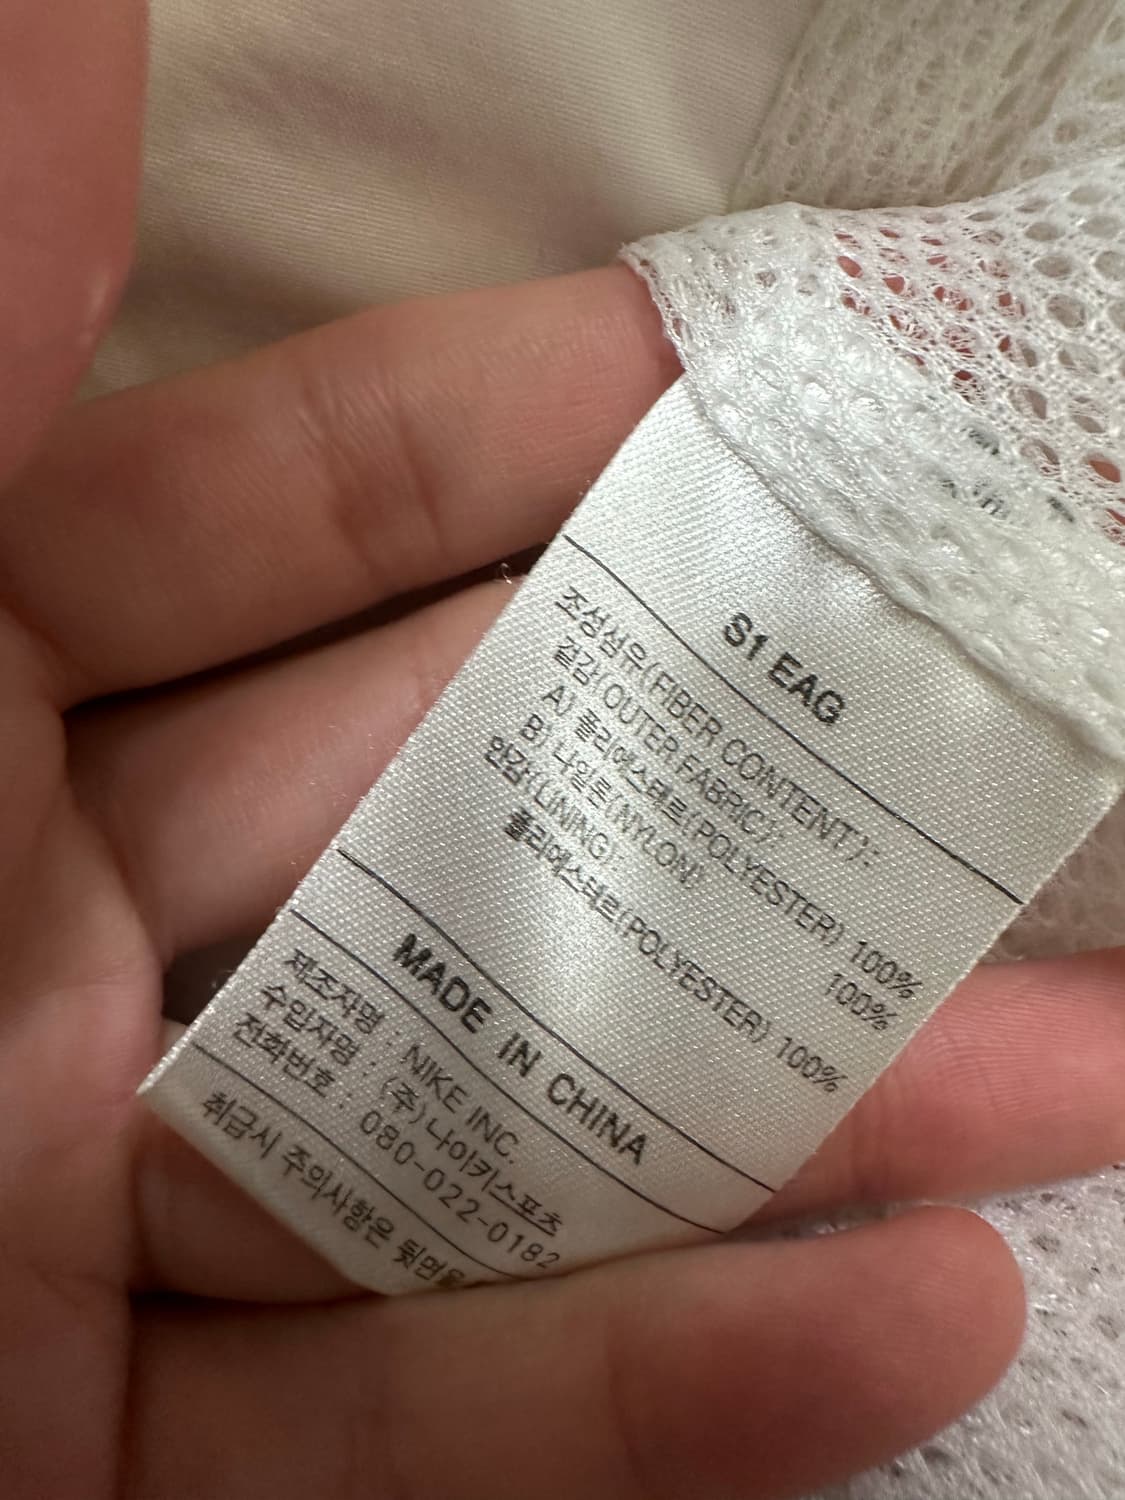 S1 EAG
조성섬유(FIBER CONTENT):
겉감(OUTER FABRIC):
A) 폴리에스테르(POLYESTER) 100%
B) 나일론(NYLON) 100%
안감(LINING):
폴리에스테르(POLYESTER) 100%
MADE IN CHINA
제조자명 : NIKE INC.
수입자명 : (주)나이키스포츠
전화번호 : 080-022-0182
취급시 주의사항은 뒷면을